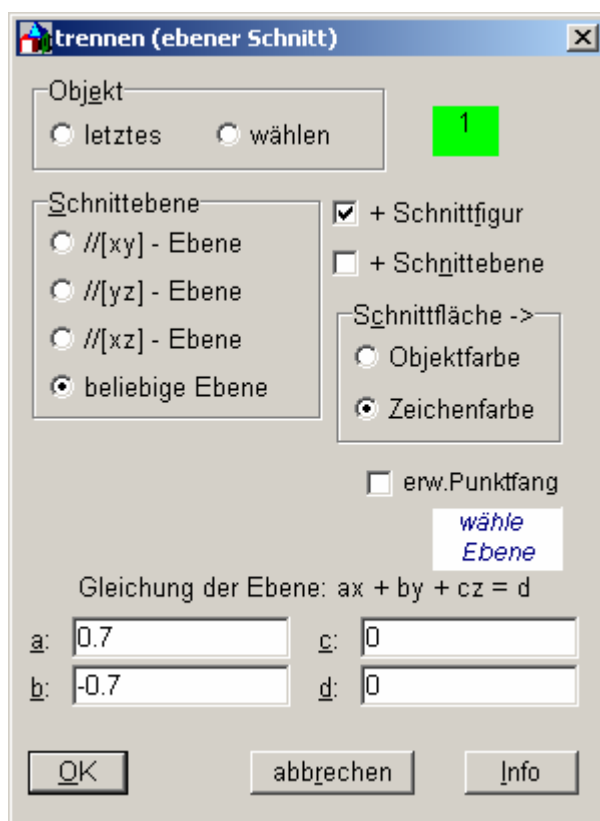 trennen (ebener Schnitt)
Objekt
letztes wählen
1
Schnittebene
//[xy] - Ebene
//[yz] - Ebene
//[xz] - Ebene
beliebige Ebene
+ Schnittfigur
+ Schnittebene
Schnittfläche ->
Objektfarbe
Zeichenfarbe
erw.Punktfang
wähle
Ebene
Gleichung der Ebene: ax + by + cz = d
a: 0.7 c: 0
b: -0.7 d: 0
OK abbrechen Info